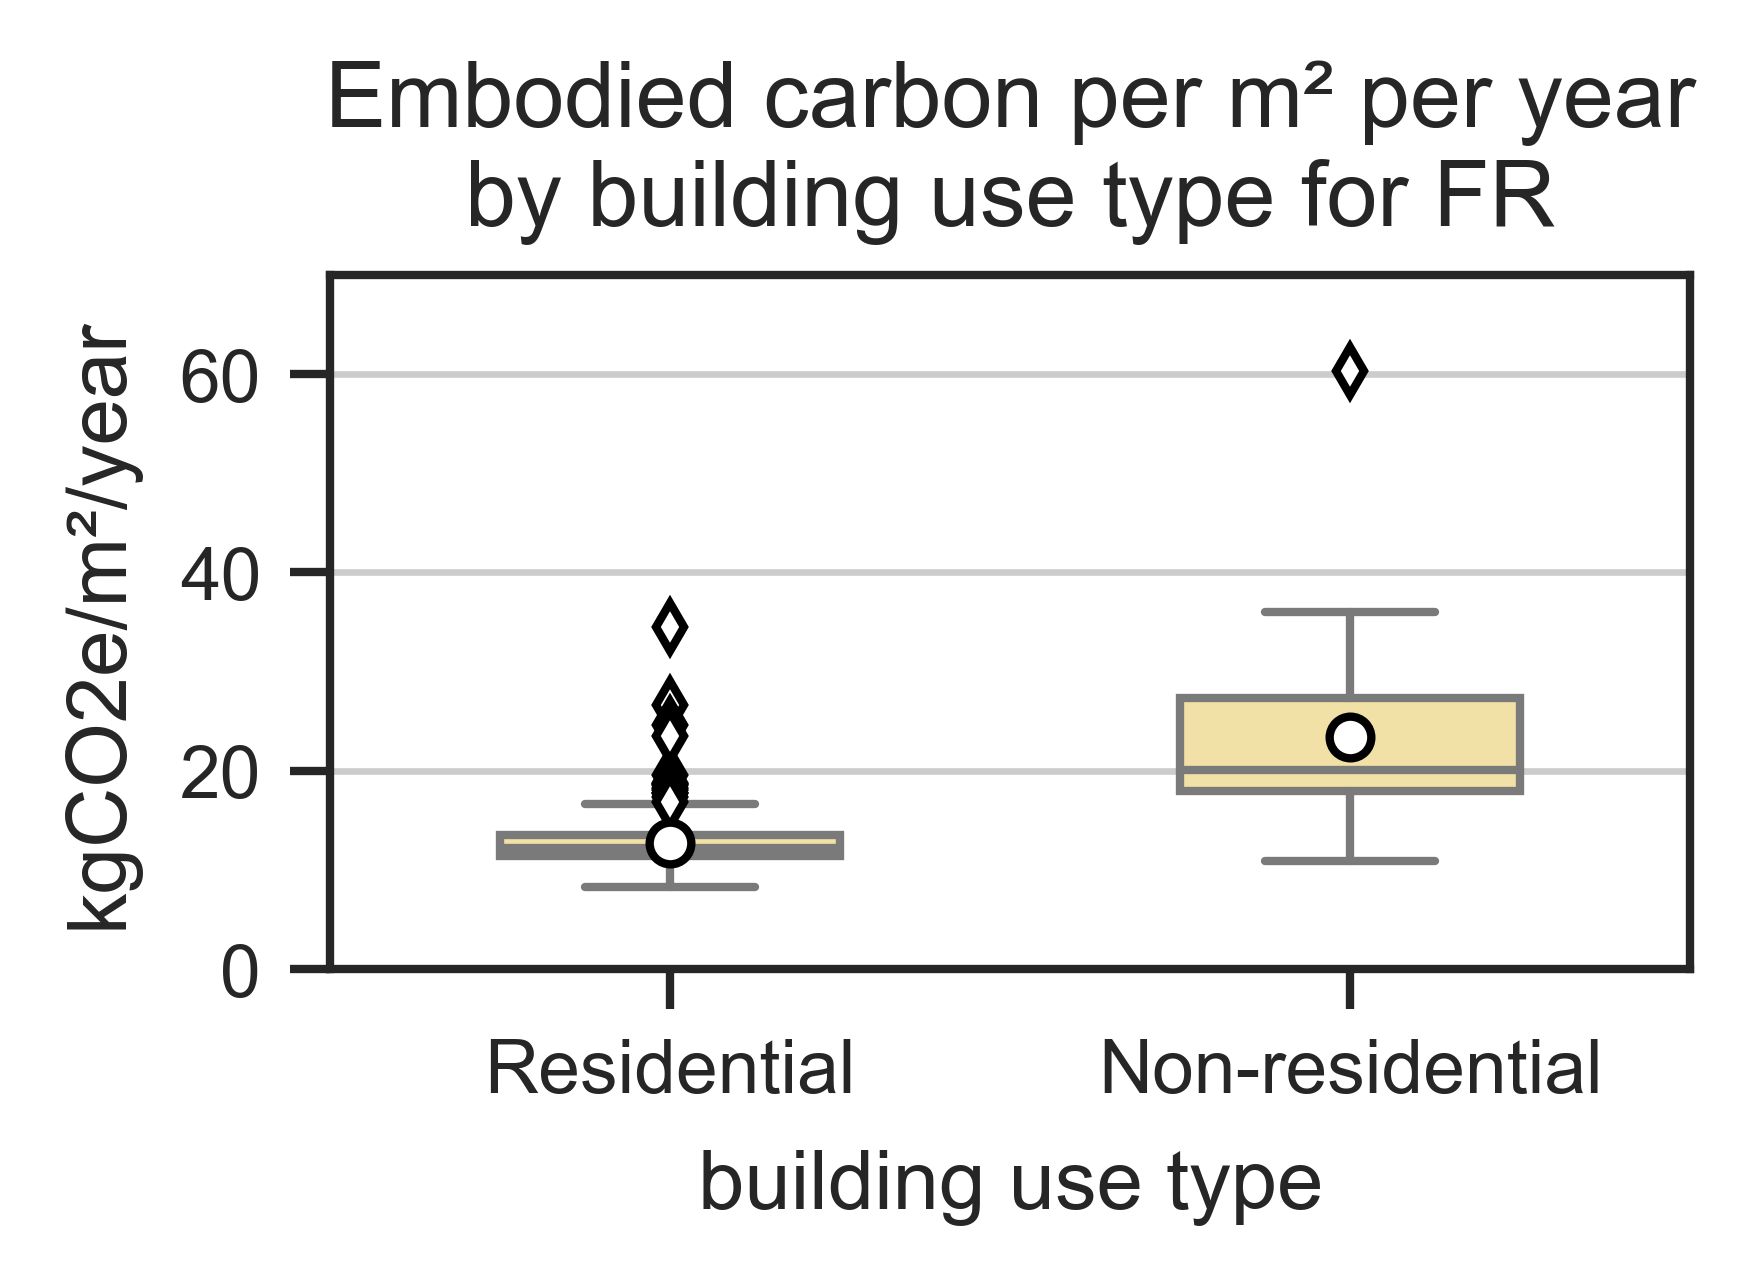 Embodied carbon per m² per year
by building use type for FR
kgCO2e/m²/year
60
40
20
0
Residential
Non-residential
building use type